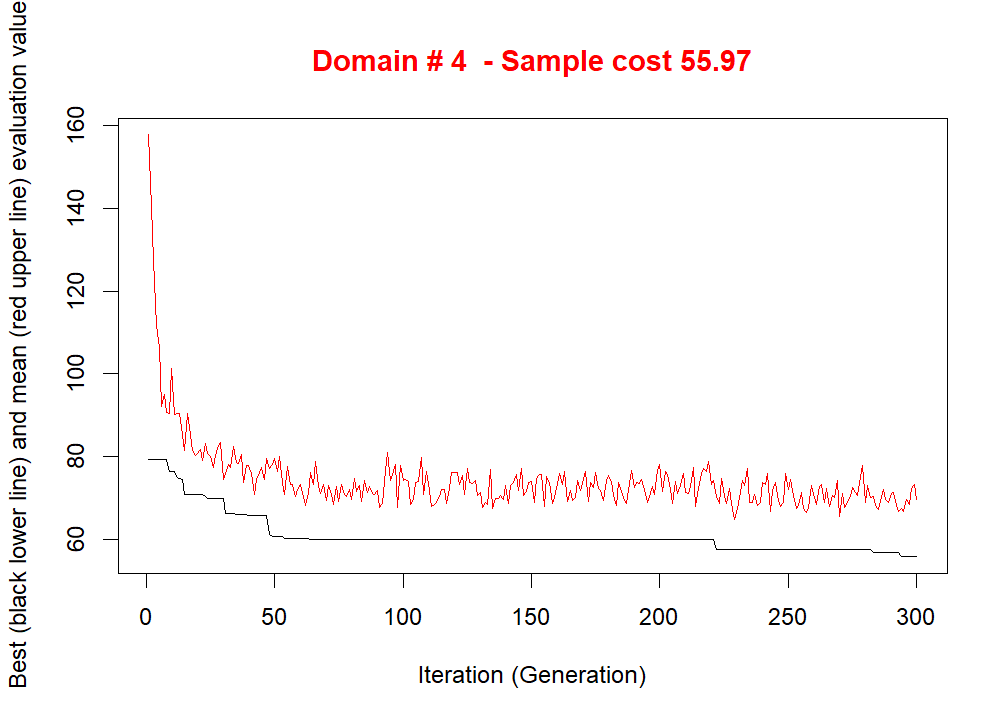 Domain # 4  - Sample cost 55.97
Best (black lower line) and mean (red upper line) evaluation value
160
140
120
100
80
60
0 50 100 150 200 250 300
Iteration (Generation)